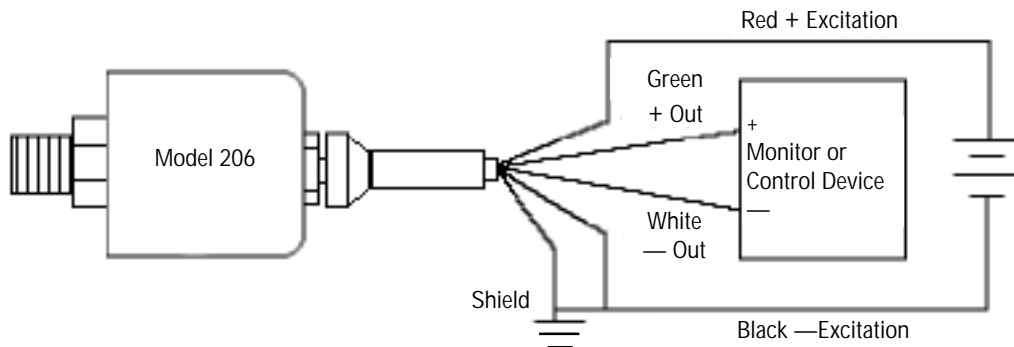 Red + Excitation
Green
+ Out
+
Model 206
Monitor or
Control Device
—
White
— Out
Shield
Black —Excitation